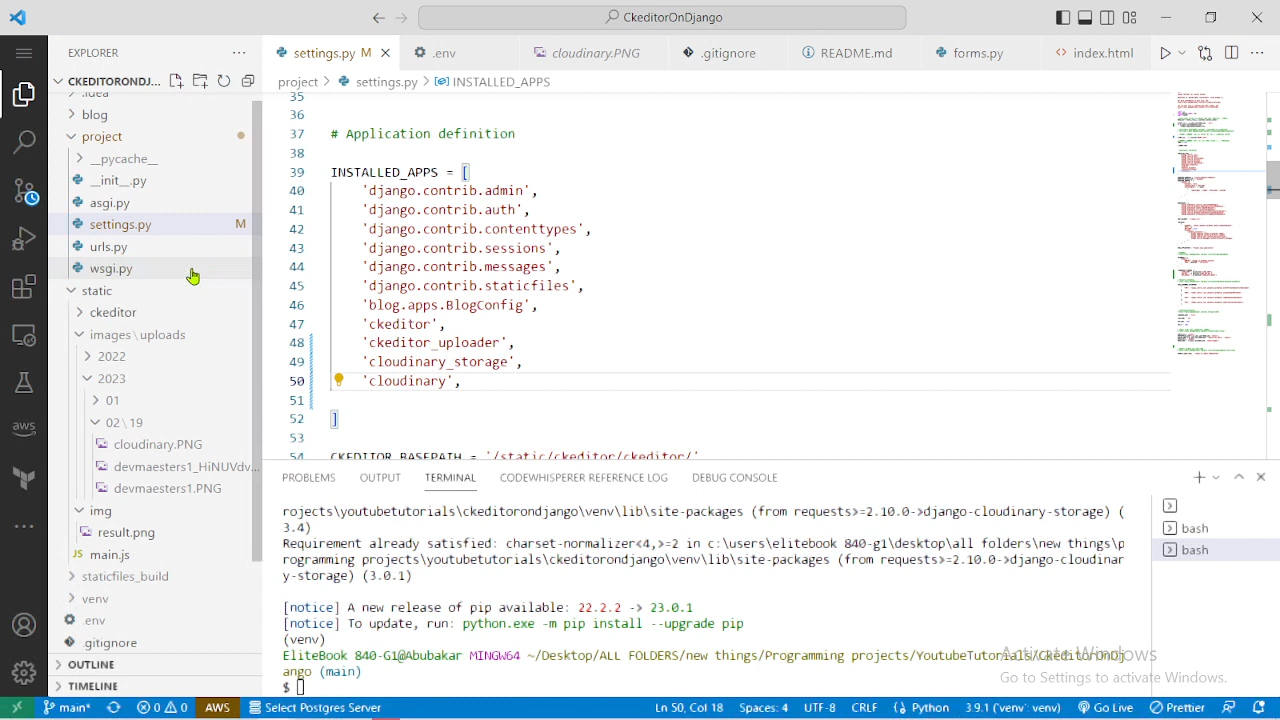 CkeditorOnDjango
EXPLORER
settings.py M
.env
cloudinary.PNG
.gitignore
README.md
forms.py
index.html
CKEDITORONDJ...
project > settings.py > INSTALLED_APPS
.idea
blog
project
__pycache__
__init__.py
asgi.py
settings.py M
urls.py
wsgi.py
static
ckeditor
images \ uploads
2022
2023
01
02 \ 19
cloudinary.PNG
devmaesters1_HiNUVdv...
devmaesters1.PNG
img
result.png
main.js
staticfiles_build
venv
.env
.gitignore
OUTLINE
TIMELINE
35
36
37 # Application definition
38
39 INSTALLED_APPS = [
40 'django.contrib.admin',
41 'django.contrib.auth',
42 'django.contrib.contenttypes',
43 'django.contrib.sessions',
44 'django.contrib.messages',
45 'django.contrib.staticfiles',
46 'blog.apps.BlogConfig',
47 'ckeditor',
48 'ckeditor_uploader',
49 'cloudinary_storage',
50 'cloudinary',
51
52 ]
53
54 CKEDITOR_BASEPATH = '/static/ckeditor/ckeditor/'
PROBLEMS OUTPUT TERMINAL CODEWHISPERER REFERENCE LOG DEBUG CONSOLE
rojects\youtubetutorials\ckeditorondjango\venv\lib\site-packages (from requests>=2.10.0->django-cloudinary-storage) (
3.4)
Requirement already satisfied: charset-normalizer<4,>=2 in c:\users\elitebook 840-g1\desktop\all folders\new things\p
rogramming projects\youtubetutorials\ckeditorondjango\venv\lib\site-packages (from requests>=2.10.0->django-cloudinar
y-storage) (3.0.1)
[notice] A new release of pip available: 22.2.2 -> 23.0.1
[notice] To update, run: python.exe -m pip install --upgrade pip
(venv)
EliteBook 840-G1@Abubakar MINGW64 ~/Desktop/ALL FOLDERS/new things/Programming projects/YoutubeTutorials/CkeditorOnDj
ango (main)
$
bash
bash
Activate Windows
Go to Settings to activate Windows.
aws
main* 0 0 AWS Select Postgres Server Ln 50, Col 18 Spaces: 4 UTF-8 CRLF Python 3.9.1 ('venv': venv) Go Live Prettier